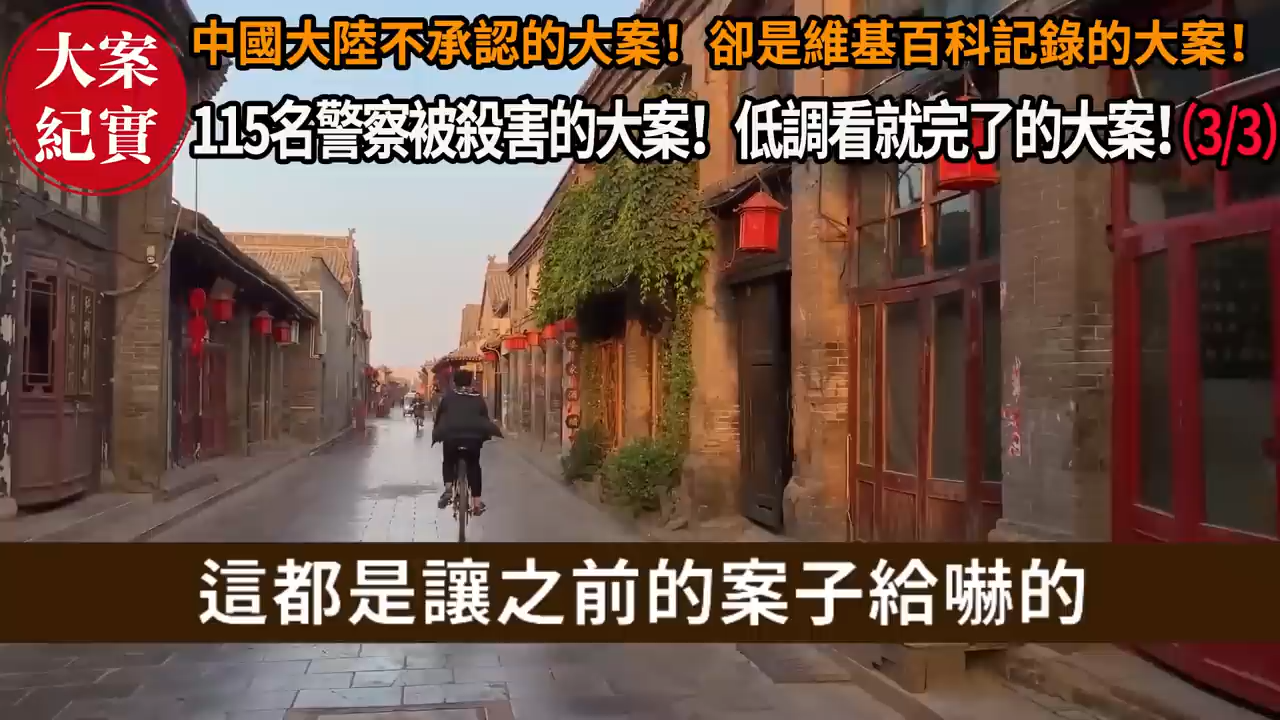 大案
紀實
中國大陸不承認的大案！卻是維基百科記錄的大案！
115名警察被殺害的大案！低調看就完了的大案！(3/3)
這都是讓之前的案子給嚇的